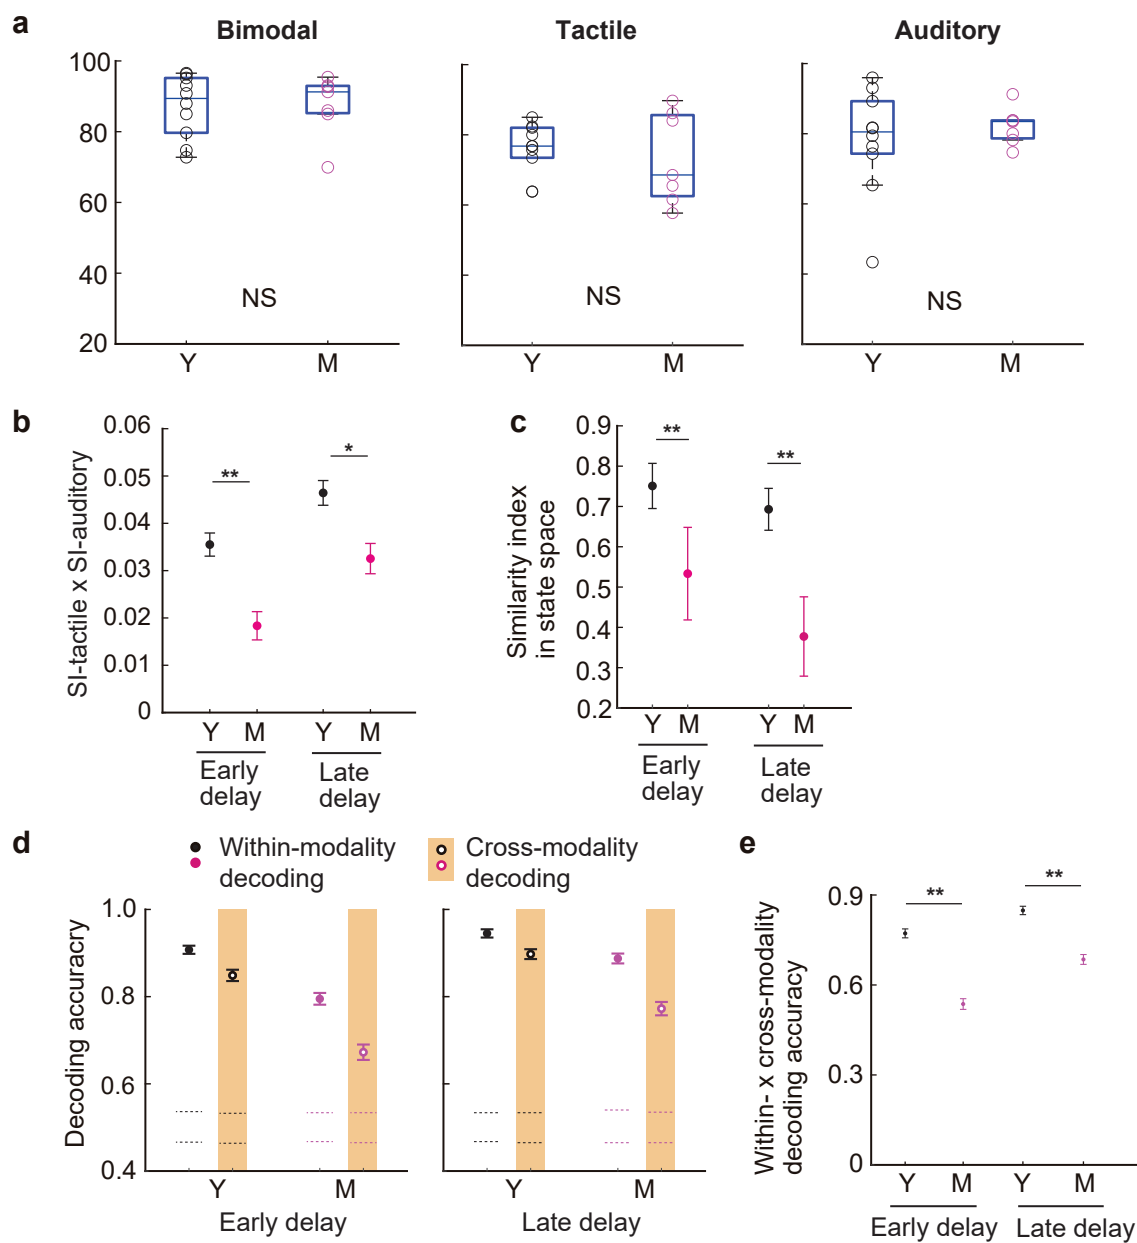 a
Bimodal
Tactile
Auditory
100
80
60
40
20
NS
NS
NS
Y
M
Y
M
Y
M
b
SI-tactile x SI-auditory
0.06
0.05
0.04
0.03
0.02
0.01
0
**
*
Y
M
Y
M
Early
delay
Late
delay
c
Similarity index
in state space
0.9
0.8
0.7
0.6
0.5
0.4
0.3
0.2
**
**
Y
M
Y
M
Early
delay
Late
delay
d
Within-modality
decoding
Cross-modality
decoding
Decoding accuracry
1.0
0.8
0.6
0.4
Y
M
Early delay
Y
M
Late delay
e
Within- x cross-modality
decoding accuracy
0.9
0.6
0.3
0
**
**
Y
M
Y
M
Early delay
Late delay